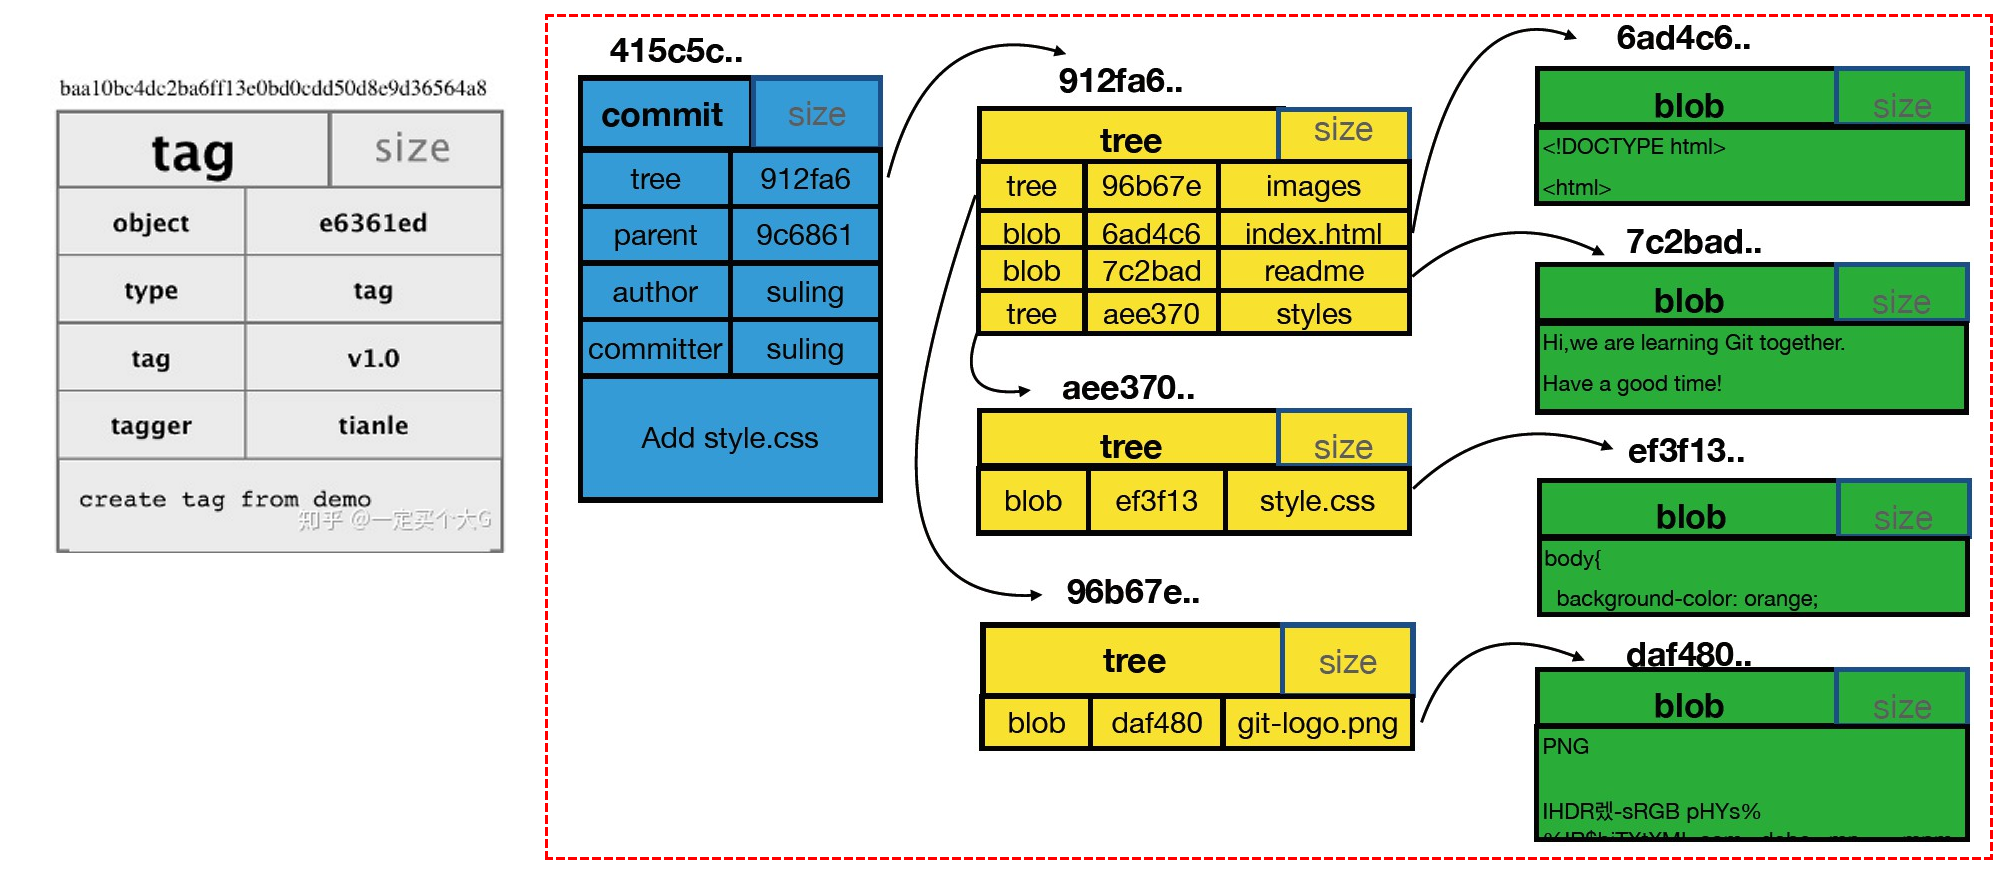 baa10bc4dc2ba6ff13e0bd0cdd50d8e9d36564a8
tag size
object e6361ed
type tag
tag v1.0
tagger tianle
create tag from demo
知乎 @一定买个大G
415c5c..
commit size
tree 912fa6
parent 9c6861
author suling
committer suling
Add style.css
912fa6..
tree size
tree 96b67e images
blob 6ad4c6 index.html
blob 7c2bad readme
tree aee370 styles
aee370..
tree size
blob ef3f13 style.css
96b67e..
tree size
blob daf480 git-logo.png
6ad4c6..
blob size
<!DOCTYPE html>
<html>
7c2bad..
blob size
Hi,we are learning Git together.
Have a good time!
ef3f13..
blob size
body{
background-color: orange;
daf480..
blob size
PNG
IHDR렜-sRGB pHYs%